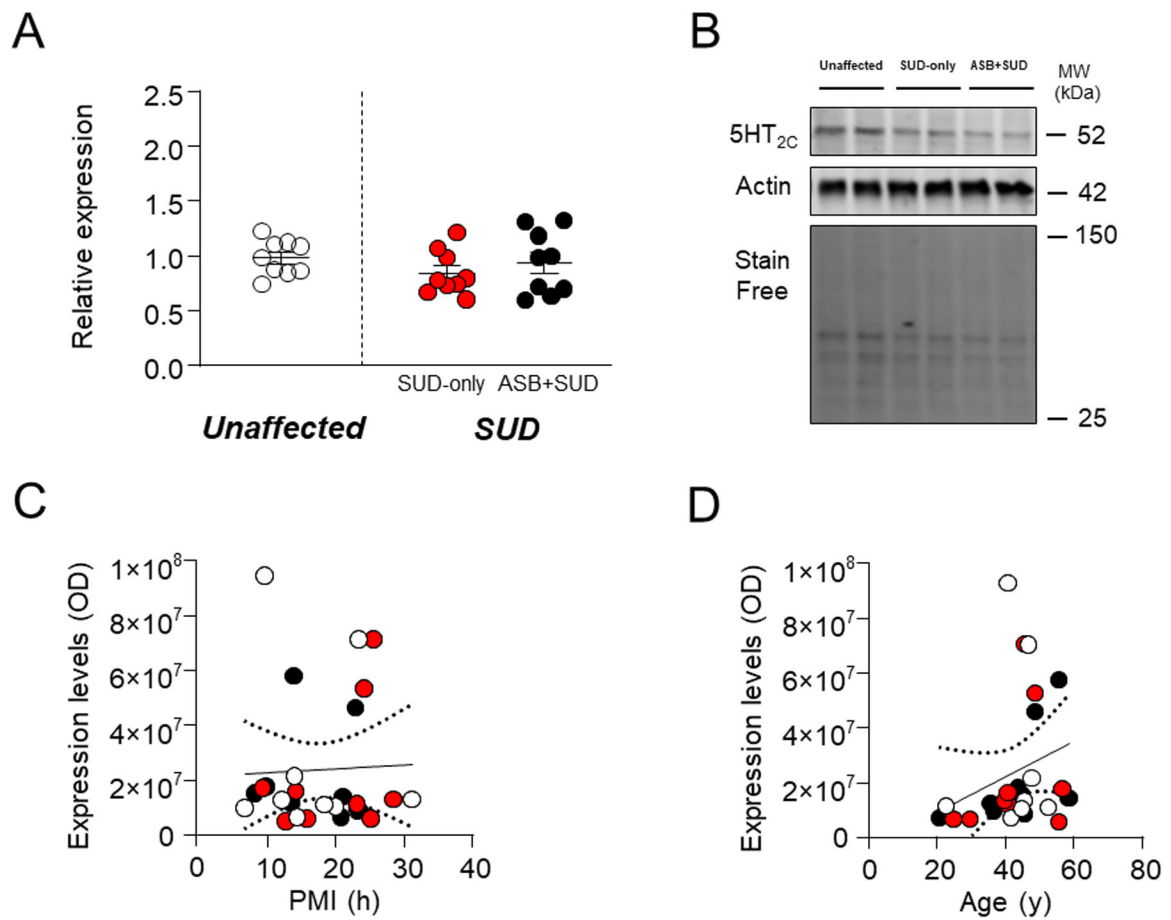 A
2.5
2.0
1.5
1.0
0.5
0.0
Relative expression
SUD-only ASB+SUD
Unaffected SUD
B
Unaffected SUD-only ASB+SUD
MW
(kDa)
5HT2C
52
Actin
42
150
Stain
Free
25
C
Expression levels (OD)
1×10⁸
8×10⁷
6×10⁷
4×10⁷
2×10⁷
0
0 10 20 30 40
PMI (h)
D
Expression levels (OD)
1×10⁸
8×10⁷
6×10⁷
4×10⁷
2×10⁷
0
0 20 40 60 80
Age (y)